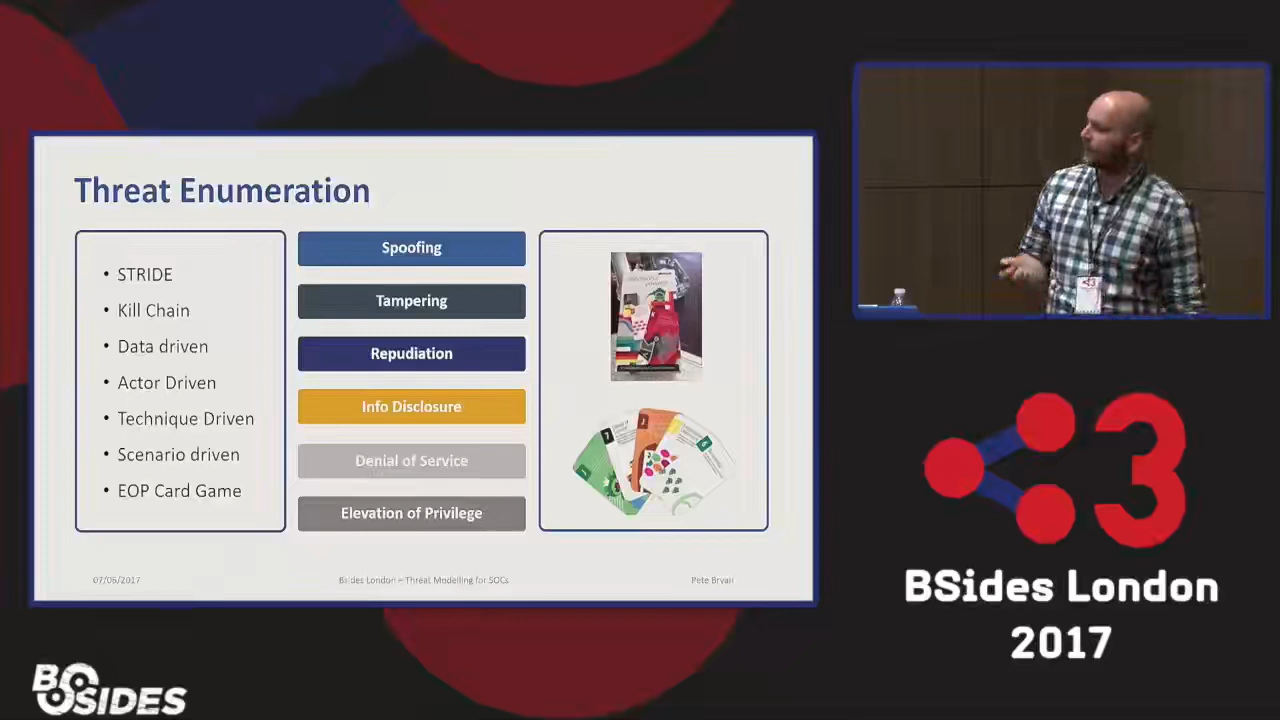 Threat Enumeration
• STRIDE
• Kill Chain
• Data driven
• Actor Driven
• Technique Driven
• Scenario driven
• EOP Card Game
Spoofing
Tampering
Repudiation
Info Disclosure
Denial of Service
Elevation of Privilege
07/06/2017
Bsides London – Threat Modelling for SOCs
Pete Bryan
3
BSides London
2017
BSIDES